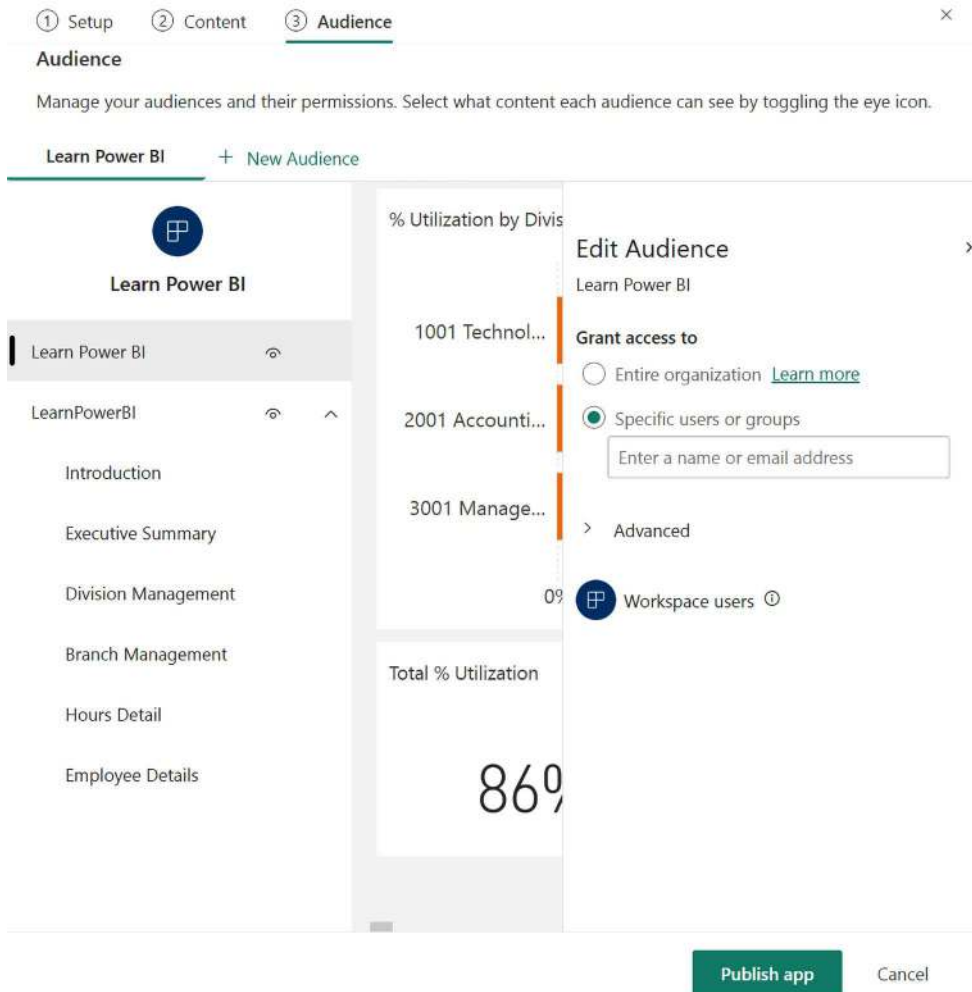 1 Setup 2 Content 3 Audience
Audience
Manage your audiences and their permissions. Select what content each audience can see by toggling the eye icon.
Learn Power BI + New Audience
Learn Power BI
Learn Power BI
LearnPowerBI
Introduction
Executive Summary
Division Management
Branch Management
Hours Detail
Employee Details
% Utilization by Divis
1001 Technol...
2001 Accounti...
3001 Manage...
0%
Total % Utilization
86%
Edit Audience
Learn Power BI
Grant access to
Entire organization Learn more
Specific users or groups
Enter a name or email address
Advanced
Workspace users
Publish app Cancel